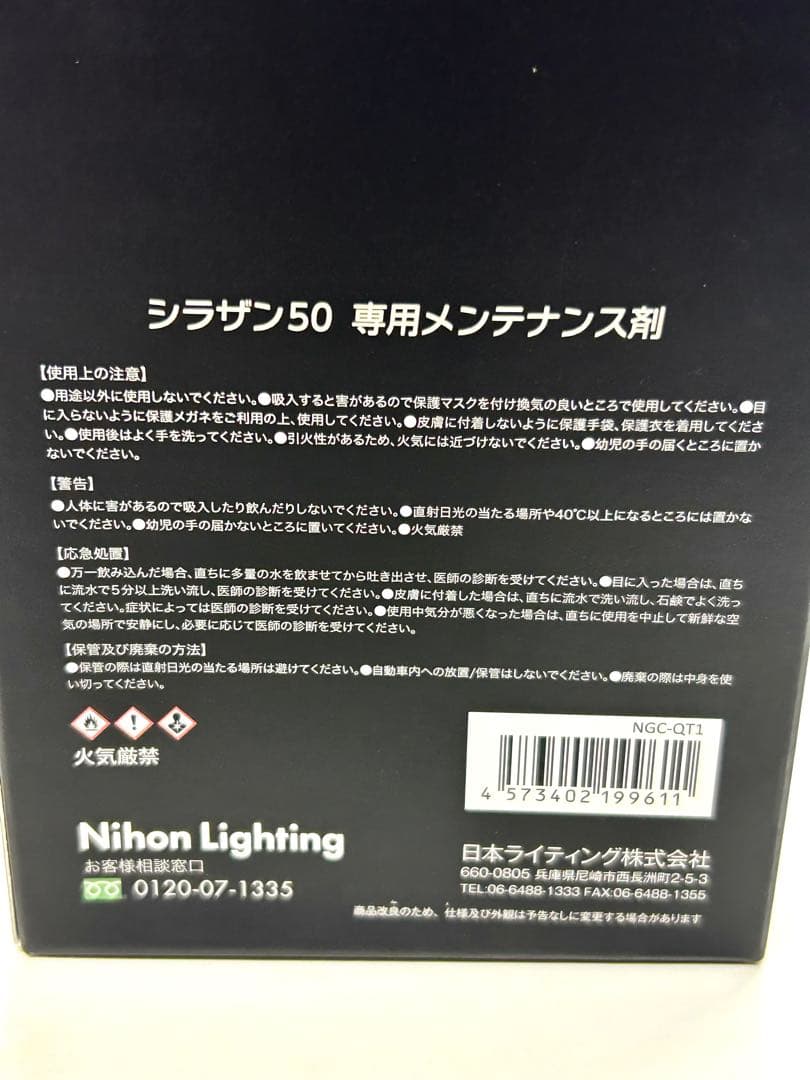 シラザン50 専用メンテナンス剤
【使用上の注意】
●用途以外に使用しないでください。●吸入すると害があるので保護マスクを付け換気の良いところで使用してください。●目
に入らないように保護メガネをご利用の上、使用してください。●皮膚に付着しないように保護手袋、保護衣を着用してくださ
い。●使用後はよく手を洗ってください。●引火性があるため、火気には近づけないでください。●幼児の手の届くところに置か
ないでください。
【警告】
●人体に害があるので吸入したり飲んだりしないでください。●直射日光の当たる場所や40℃以上になるところには置かな
いでください。●幼児の手の届かないところに置いてください。●火気厳禁
【応急処置】
●万一飲み込んだ場合、直ちに多量の水を飲ませてから吐き出させ、医師の診断を受けてください。●目に入った場合は、直ち
に流水で5分以上洗い流し、医師の診断を受けてください。●皮膚に付着した場合は、直ちに流水で洗い流し、石鹸でよく洗っ
てください。症状によっては医師の診断を受けてください。●使用中気分が悪くなった場合は、直ちに使用を中止して新鮮な空
気の場所で安静にし、必要に応じて医師の診断を受けてください。
【保管及び廃棄の方法】
●保管の際は直射日光の当たる場所は避けてください。●自動車内への放置/保管はしないでください。●廃棄の際は中身を使
い切ってください。
火気厳禁
NGC-QT1
4 573402 199611
Nihon Lighting
お客様相談窓口
0120-07-1335
日本ライティング株式会社
660-0805 兵庫県尼崎市西長洲町2-5-3
TEL:06-6488-1333 FAX:06-6488-1355
商品改良のため、仕様及び外観は予告なしに変更する場合があります